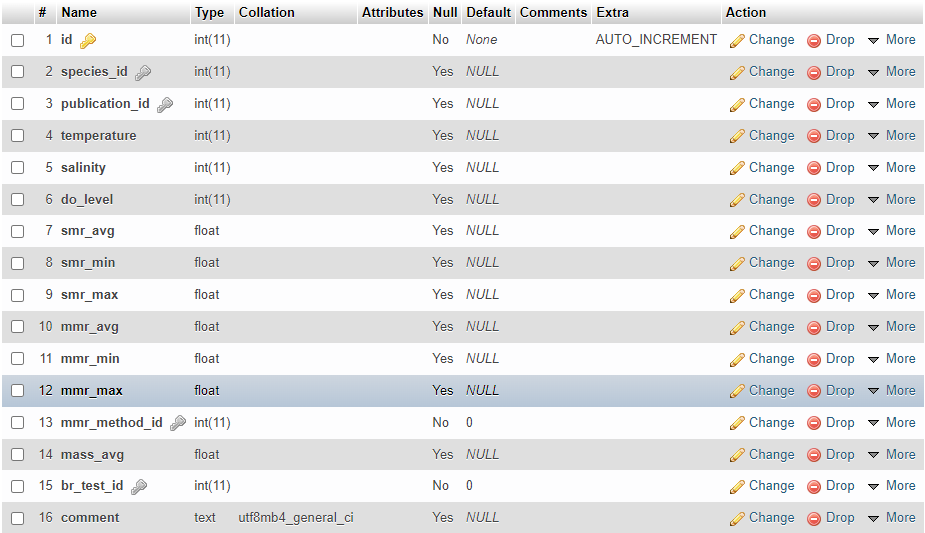 # Name Type Collation Attributes Null Default Comments Extra Action
1 id int(11) No None AUTO_INCREMENT Change Drop More
2 species_id int(11) Yes NULL Change Drop More
3 publication_id int(11) Yes NULL Change Drop More
4 temperature int(11) Yes NULL Change Drop More
5 salinity int(11) Yes NULL Change Drop More
6 do_level int(11) Yes NULL Change Drop More
7 smr_avg float Yes NULL Change Drop More
8 smr_min float Yes NULL Change Drop More
9 smr_max float Yes NULL Change Drop More
10 mmr_avg float Yes NULL Change Drop More
11 mmr_min float Yes NULL Change Drop More
12 mmr_max float Yes NULL Change Drop More
13 mmr_method_id int(11) No 0 Change Drop More
14 mass_avg float Yes NULL Change Drop More
15 br_test_id int(11) No 0 Change Drop More
16 comment text utf8mb4_general_ci Yes NULL Change Drop More